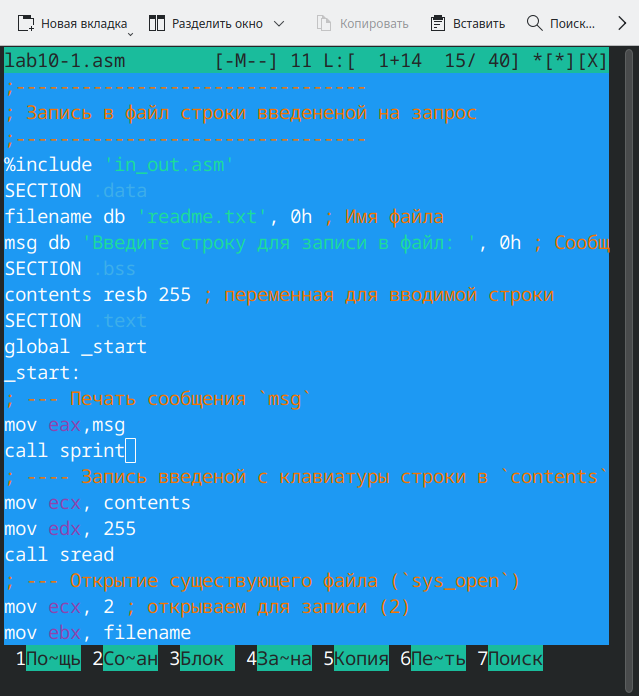 Новая вкладка Разделить окно Копировать Вставить Поиск...
lab10-1.asm [-M--] 11 L:[ 1+14 15/ 40] *[*][X]
;--------------------------------
; Запись в файл строки введененой на запрос
;--------------------------------
%include 'in_out.asm'
SECTION .data
filename db 'readme.txt', 0h ; Имя файла
msg db 'Введите строку для записи в файл: ', 0h ; Сообщ
SECTION .bss
contents resb 255 ; переменная для вводимой строки
SECTION .text
global _start
_start:
; --- Печать сообщения `msg`
mov eax,msg
call sprint
; ---- Запись введеной с клавиатуры строки в `contents`
mov ecx, contents
mov edx, 255
call sread
; --- Открытие существующего файла (`sys_open`)
mov ecx, 2 ; открываем для записи (2)
mov ebx, filename
1По~щь 2Со~ан 3Блок 4За~на 5Копия 6Пе~ть 7Поиск